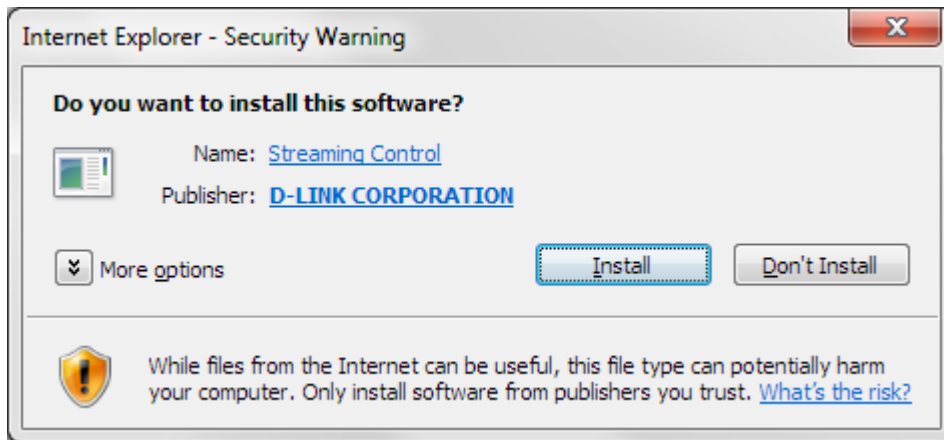 Internet Explorer - Security Warning
Do you want to install this software?
Name: Streaming Control
Publisher: D-LINK CORPORATION
More options
Install
Don't Install
While files from the Internet can be useful, this file type can potentially harm
your computer. Only install software from publishers you trust. What's the risk?